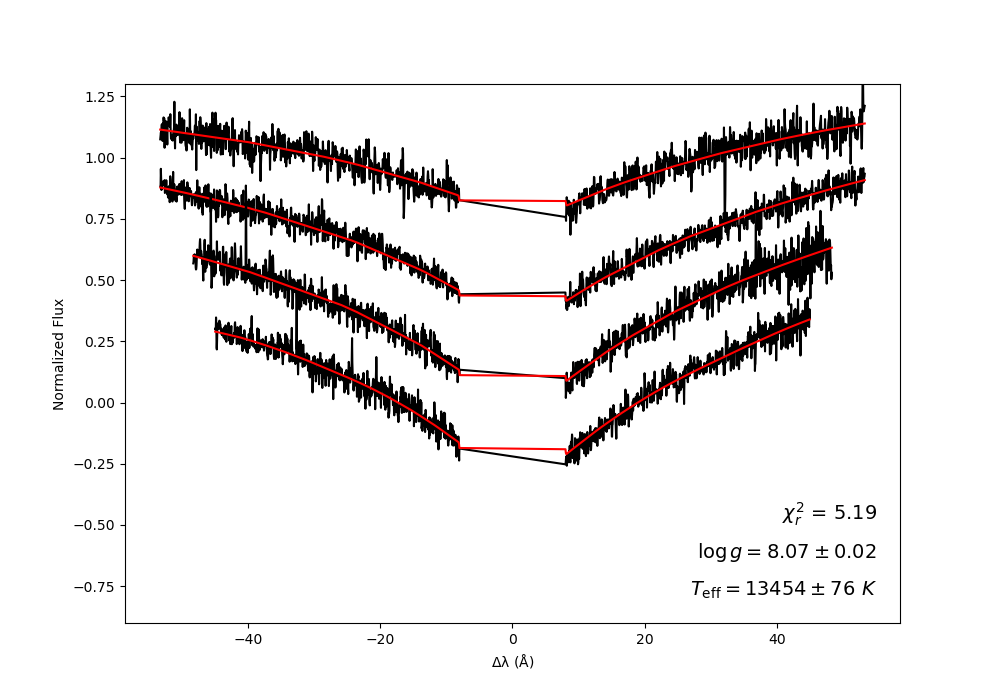 Normalized Flux
1.25
1.00
0.75
0.50
0.25
0.00
−0.25
−0.50
−0.75
χ²ᵣ = 5.19
log g = 8.07 ± 0.02
T_eff = 13454 ± 76 K
−40
−20
0
20
40
Δλ (Å)